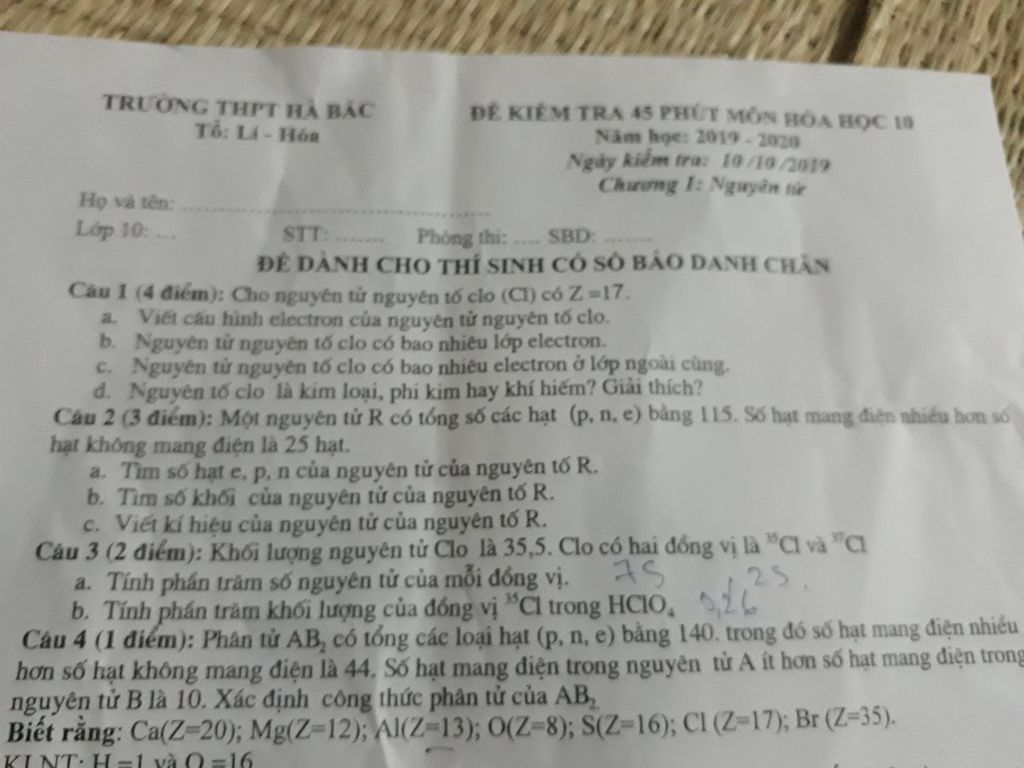 TRƯỜNG THPT HÀ BẮC
Tổ: Lí - Hóa
ĐỀ KIỂM TRA 45 PHÚT MÔN HÓA HỌC 10
Năm học: 2019 - 2020
Ngày kiểm tra: 10/10/2019
Chương I: Nguyên tử
Họ và tên: ........................................
Lớp 10: ... STT: ....... Phòng thi: .... SBD: .......
ĐỀ DÀNH CHO THÍ SINH CÓ SỐ BÁO DANH CHẴN
Câu 1 (4 điểm): Cho nguyên tử nguyên tố clo (Cl) có Z =17.
a. Viết cấu hình electron của nguyên tử nguyên tố clo.
b. Nguyên tử nguyên tố clo có bao nhiêu lớp electron.
c. Nguyên tử nguyên tố clo có bao nhiêu electron ở lớp ngoài cùng.
d. Nguyên tố clo là kim loại, phi kim hay khí hiếm? Giải thích?
Câu 2 (3 điểm): Một nguyên tử R có tổng số các hạt (p, n, e) bằng 115. Số hạt mang điện nhiều hơn số
hạt không mang điện là 25 hạt.
a. Tìm số hạt e, p, n của nguyên tử của nguyên tố R.
b. Tìm số khối của nguyên tử của nguyên tố R.
c. Viết kí hiệu của nguyên tử của nguyên tố R.
Câu 3 (2 điểm): Khối lượng nguyên tử Clo là 35,5. Clo có hai đồng vị là ³⁵Cl và ³⁷Cl
a. Tính phần trăm số nguyên tử của mỗi đồng vị. 75 , 25.
b. Tính phần trăm khối lượng của đồng vị ³⁵Cl trong HClO₄ 0,26
Câu 4 (1 điểm): Phân tử AB₂ có tổng các loại hạt (p, n, e) bằng 140. trong đó số hạt mang điện nhiều
hơn số hạt không mang điện là 44. Số hạt mang điện trong nguyên tử A ít hơn số hạt mang điện trong
nguyên tử B là 10. Xác định công thức phân tử của AB₂
Biết rằng: Ca(Z=20); Mg(Z=12); Al(Z=13); O(Z=8); S(Z=16); Cl (Z=17); Br (Z=35).
KLNT: H =1 và O =16